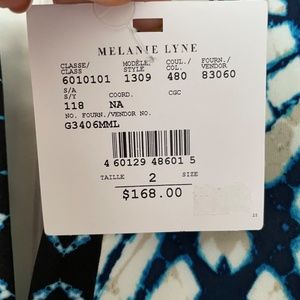 MELANIE LYNE
CLASSE/ MODÈLE. COUL./ FOURN./
CLASS STYLE COL. VENDOR
6010101 1309 480 83060
S/A
S/Y COORD. CGC
118 NA
NO. FOURN./VENDOR NO.
G3406MML
4 60129 48601 5
TAILLE 2 SIZE
$168.00